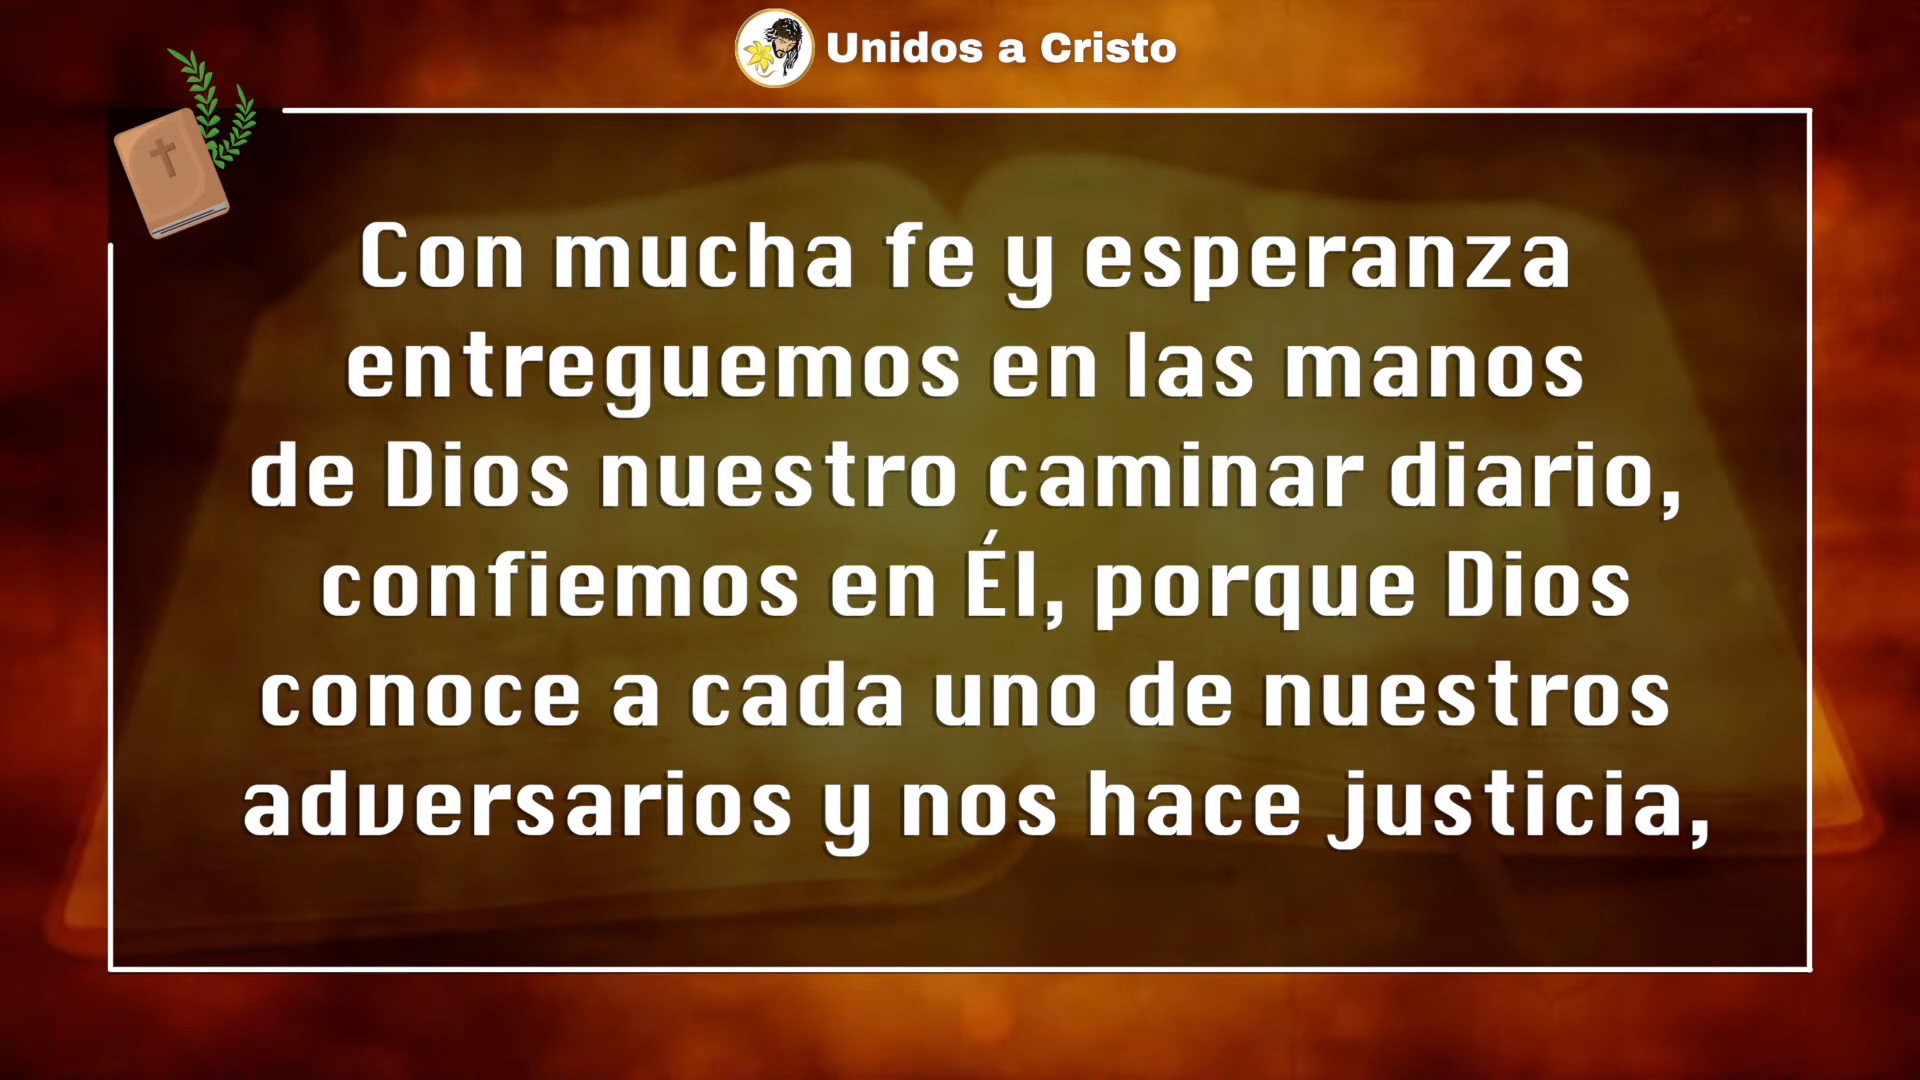 Unidos a Cristo
Con mucha fe y esperanza
entreguemos en las manos
de Dios nuestro caminar diario,
confiemos en Él, porque Dios
conoce a cada uno de nuestros
adversarios y nos hace justicia,